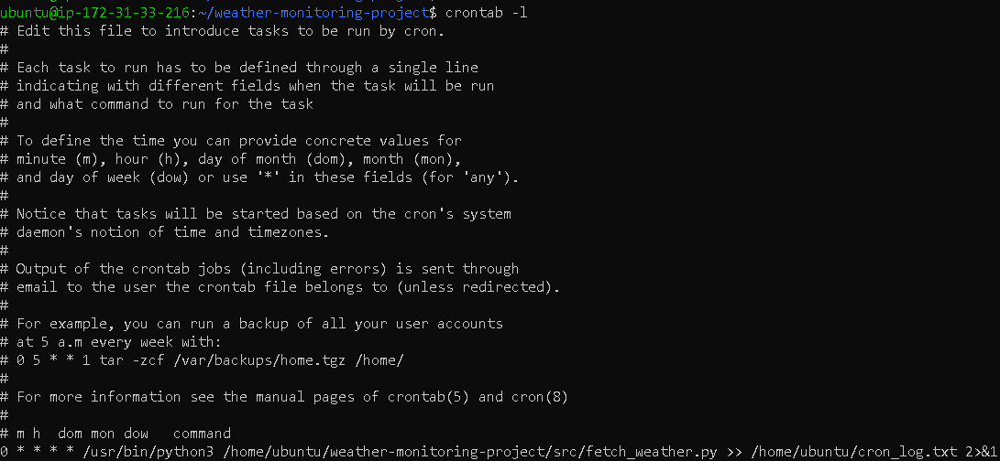 ubuntu@ip-172-31-33-216:~/weather-monitoring-project$ crontab -l
# Edit this file to introduce tasks to be run by cron.
#
# Each task to run has to be defined through a single line
# indicating with different fields when the task will be run
# and what command to run for the task
#
# To define the time you can provide concrete values for
# minute (m), hour (h), day of month (dom), month (mon),
# and day of week (dow) or use '*' in these fields (for 'any').
#
# Notice that tasks will be started based on the cron's system
# daemon's notion of time and timezones.
#
# Output of the crontab jobs (including errors) is sent through
# email to the user the crontab file belongs to (unless redirected).
#
# For example, you can run a backup of all your user accounts
# at 5 a.m every week with:
# 0 5 * * 1 tar -zcf /var/backups/home.tgz /home/
#
# For more information see the manual pages of crontab(5) and cron(8)
#
# m h  dom mon dow   command
0 * * * * /usr/bin/python3 /home/ubuntu/weather-monitoring-project/src/fetch_weather.py >> /home/ubuntu/cron_log.txt 2>&1